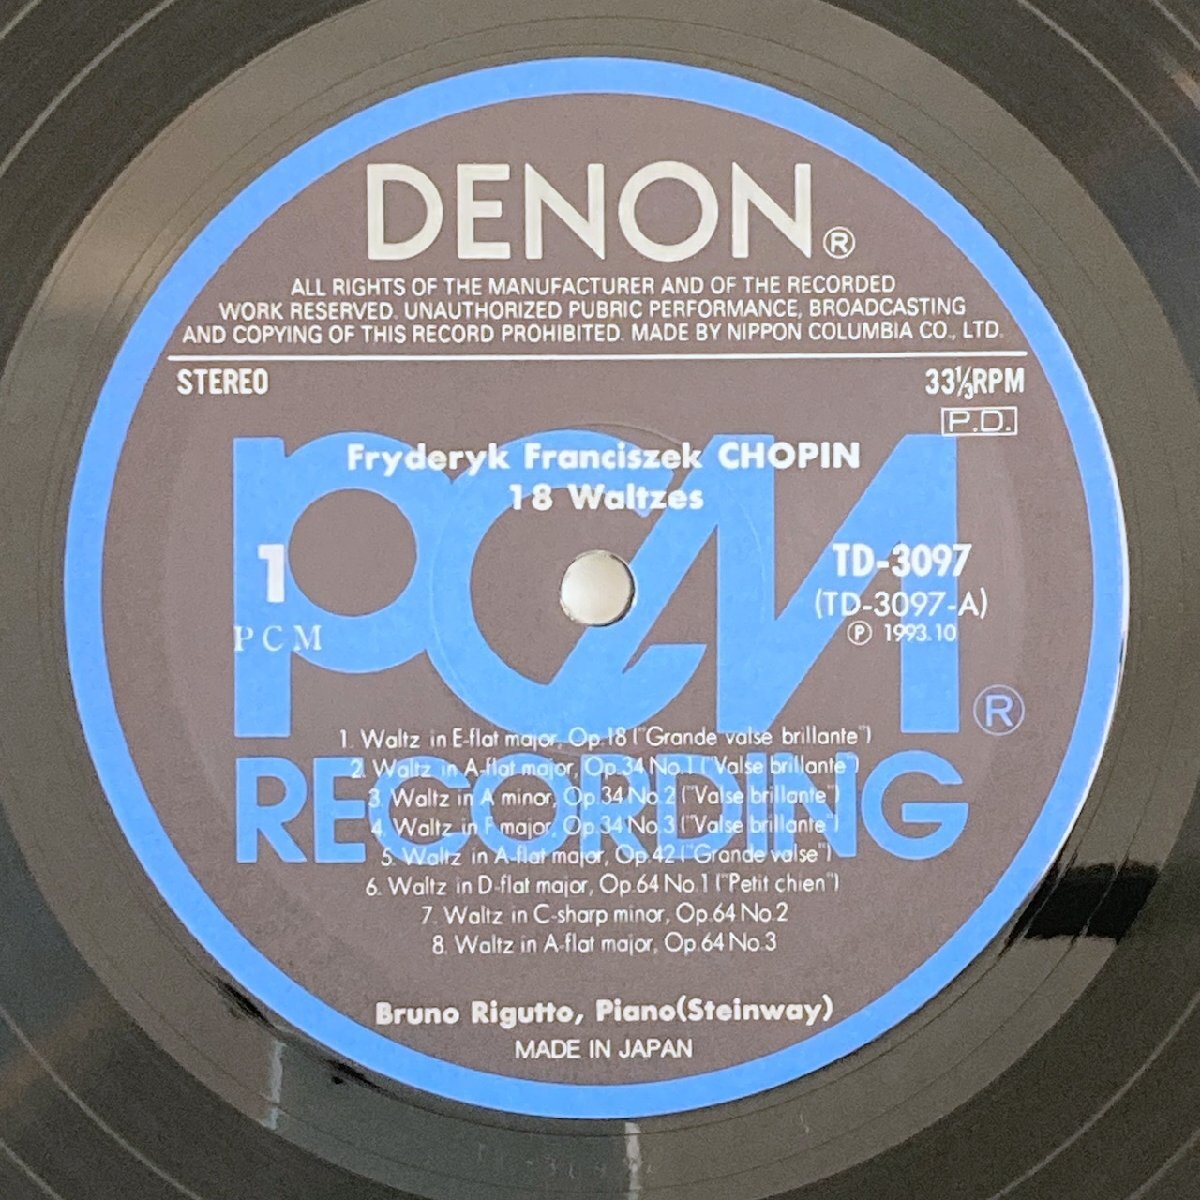 DENON®
ALL RIGHTS OF THE MANUFACTURER AND OF THE RECORDED
WORK RESERVED. UNAUTHORIZED PUBRIC PERFORMANCE, BROADCASTING
AND COPYING OF THIS RECORD PROHIBITED. MADE BY NIPPON COLUMBIA CO., LTD.
STEREO
33⅓RPM
P.D.
Fryderyk Franciszek CHOPIN
18 Waltzes
1
PCM
TD-3097
(TD-3097-A)
Ⓟ 1993.10
PCM®
RECORDING
1. Waltz in E-flat major, Op.18 ("Grande valse brillante")
2. Waltz in A-flat major, Op.34 No.1 ("Valse brillante")
3. Waltz in A minor, Op.34 No.2 ("Valse brillante")
4. Waltz in F major, Op.34 No.3 ("Valse brillante")
5. Waltz in A-flat major, Op.42 ("Grande valse")
6. Waltz in D-flat major, Op.64 No.1 ("Petit chien")
7. Waltz in C-sharp minor, Op.64 No.2
8. Waltz in A-flat major, Op.64 No.3
Bruno Rigutto, Piano(Steinway)
MADE IN JAPAN